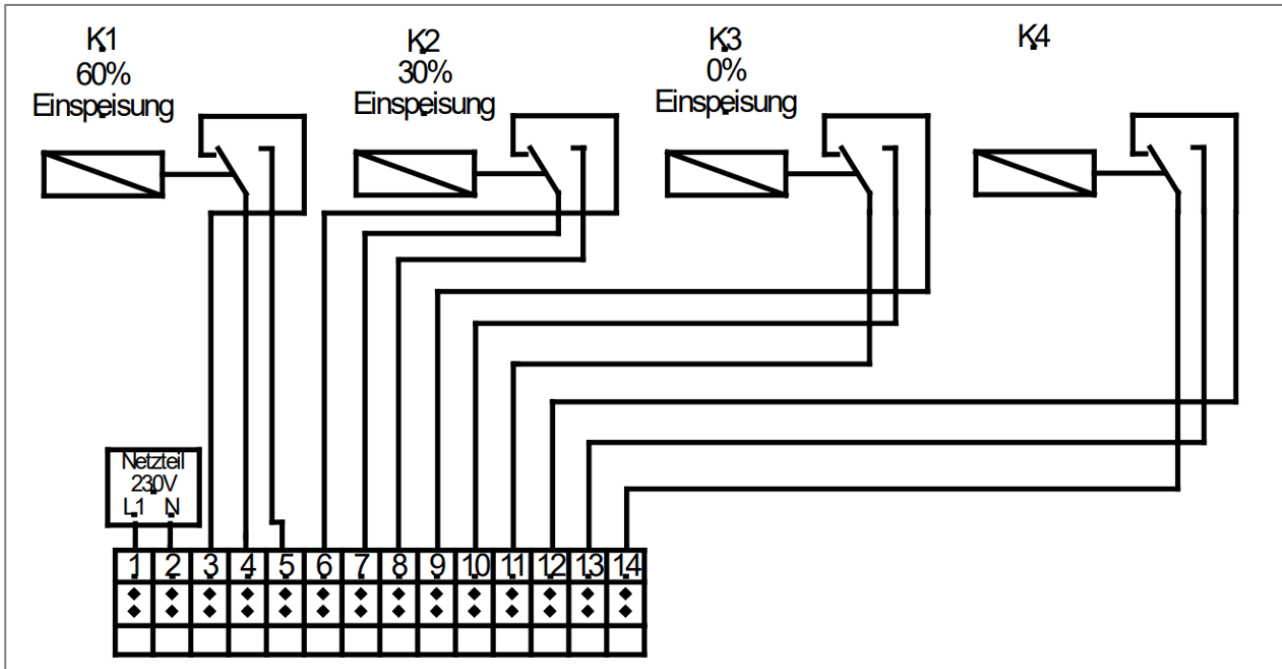 K1
60%
Einspeisung
K2
30%
Einspeisung
K3
0%
Einspeisung
K4
Netzteil
230V
L1 N
1 2 3 4 5 6 7 8 9 10 11 12 13 14